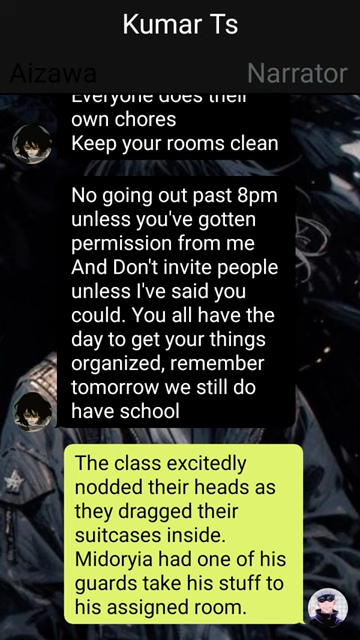 Kumar Ts
Aizawa
Narrator
Everyone does their
own chores
Keep your rooms clean
No going out past 8pm
unless you've gotten
permission from me
And Don't invite people
unless I've said you
could. You all have the
day to get your things
organized, remember
tomorrow we still do
have school
The class excitedly
nodded their heads as
they dragged their
suitcases inside.
Midoryia had one of his
guards take his stuff to
his assigned room.